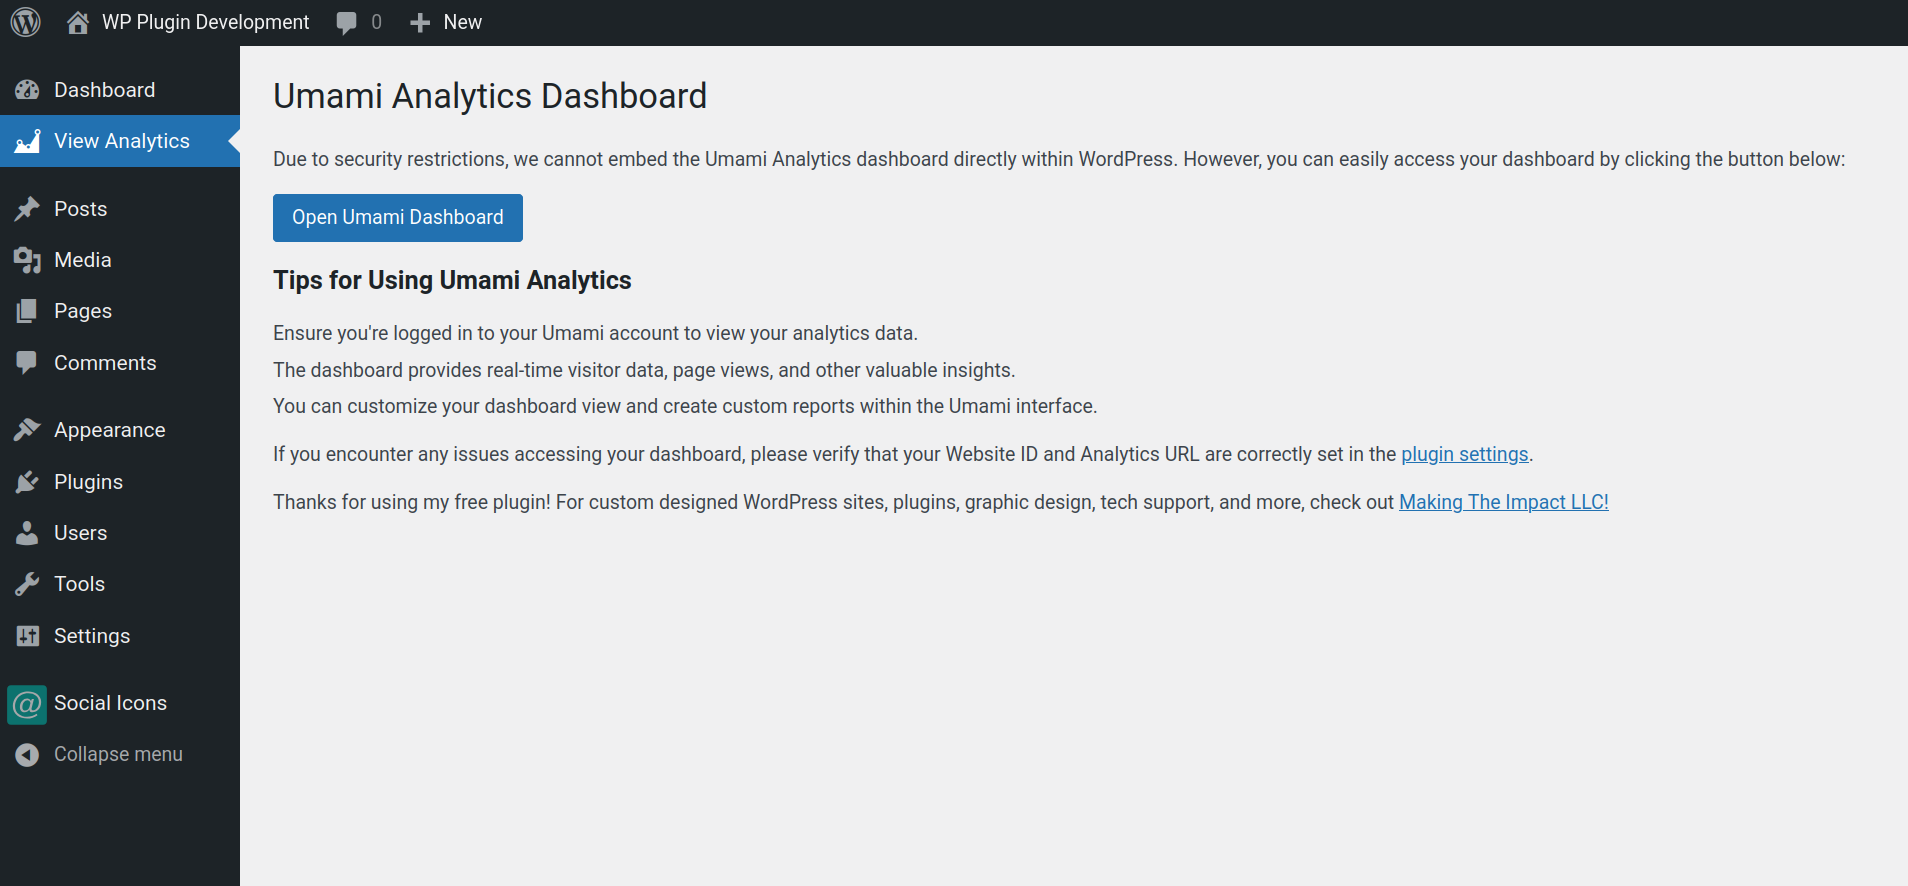 WP Plugin Development 0 New
Dashboard
View Analytics
Posts
Media
Pages
Comments
Appearance
Plugins
Users
Tools
Settings
@ Social Icons
Collapse menu
Umami Analytics Dashboard
Due to security restrictions, we cannot embed the Umami Analytics dashboard directly within WordPress. However, you can easily access your dashboard by clicking the button below:
Open Umami Dashboard
Tips for Using Umami Analytics
Ensure you're logged in to your Umami account to view your analytics data.
The dashboard provides real-time visitor data, page views, and other valuable insights.
You can customize your dashboard view and create custom reports within the Umami interface.
If you encounter any issues accessing your dashboard, please verify that your Website ID and Analytics URL are correctly set in the plugin settings.
Thanks for using my free plugin! For custom designed WordPress sites, plugins, graphic design, tech support, and more, check out Making The Impact LLC!